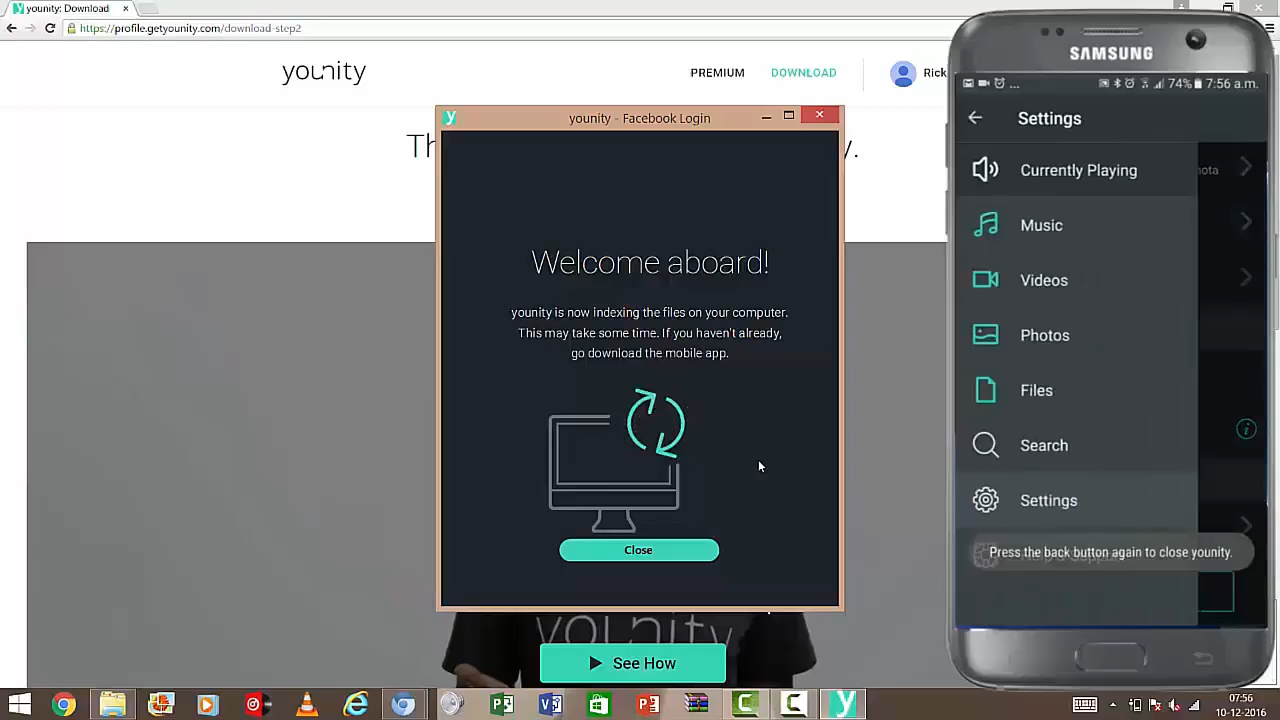 younity: Download
https://profile.getyounity.com/download-step2
younity
PREMIUM
DOWNLOAD
Rick
younity - Facebook Login
Welcome aboard!
younity is now indexing the files on your computer.
This may take some time. If you haven't already,
go download the mobile app.
Close
younity
See How
SAMSUNG
74% 7:56 a.m.
Settings
Currently Playing
Music
Videos
Photos
Files
Search
Settings
Press the back button again to close younity.
07:56
10-12-2016